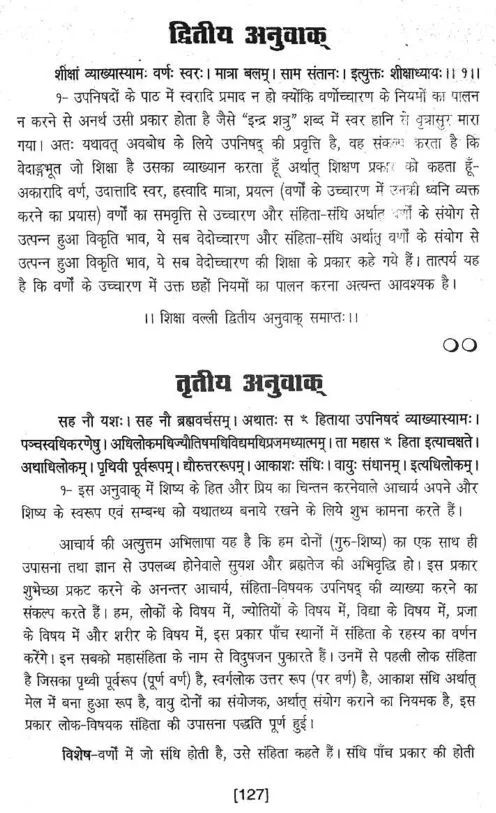 द्वितीय अनुवाक्
शीक्षां व्याख्यास्यामः वर्णः स्वरः। मात्रा बलम्। साम संतानः। इत्युक्तः शीक्षाध्यायः।। १।।
१- उपनिषदों के पाठ में स्वरादि प्रमाद न हो क्योंकि वर्णोच्चारण के नियमों का पालन
न करने से अनर्थ उसी प्रकार होता है जैसे "इन्द्र शत्रु" शब्द में स्वर हानि से वृत्रासुर मारा
गया। अतः यथावत् अवबोध के लिये उपनिषद् की प्रवृत्ति है, वह संकल्प करता है कि
वेदाङ्गभूत जो शिक्षा है उसका व्याख्यान करता हूँ अर्थात् शिक्षण प्रकार को कहता हूँ-
अकारादि वर्ण, उदात्तादि स्वर, ह्रस्वादि मात्रा, प्रयत्न (वर्णों के उच्चारण में उनकी ध्वनि व्यक्त
करने का प्रयास) वर्णों का समवृत्ति से उच्चारण और संहिता-संधि अर्थात् वर्णों के संयोग से
उत्पन्न हुआ विकृति भाव, ये सब वेदोच्चारण और संहिता-संधि अर्थात् वर्णों के संयोग से
उत्पन्न हुआ विकृति भाव, ये सब वेदोच्चारण की शिक्षा के प्रकार कहे गये हैं। तात्पर्य यह
है कि वर्णों के उच्चारण में उक्त छहों नियमों का पालन करना अत्यन्त आवश्यक है।
।। शिक्षा वल्ली द्वितीय अनुवाक् समाप्तः।।
तृतीय अनुवाक्
सह नौ यशः। सह नौ ब्रह्मवर्चसम्। अथातः स ꣳ हिताया उपनिषदं व्याख्यास्यामः।
पञ्चस्वधिकरणेषु। अधिलोकमधिज्यौतिषमधिविद्यमधिप्रजमध्यात्मम्। ता महास ꣳ हिता इत्याचक्षते।
अथाधिलोकम्। पृथिवी पूर्वरूपम्। द्यौरुत्तररूपम्। आकाशः संधिः। वायुः संधानम्। इत्यधिलोकम्।
१- इस अनुवाक् में शिष्य के हित और प्रिय का चिन्तन करनेवाले आचार्य अपने और
शिष्य के स्वरूप एवं सम्बन्ध को यथातथ्य बनाये रखने के लिये शुभ कामना करते हैं।
आचार्य की अत्युत्तम अभिलाषा यह है कि हम दोनों (गुरु-शिष्य) का एक साथ ही
उपासना तथा ज्ञान से उपलब्ध होनेवाले सुयश और ब्रह्मतेज की अभिवृद्धि हो। इस प्रकार
शुभेच्छा प्रकट करने के अनन्तर आचार्य, संहिता-विषयक उपनिषद् की व्याख्या करने का
संकल्प करते हैं। हम, लोकों के विषय में, ज्योतियों के विषय में, विद्या के विषय में, प्रजा
के विषय में और शरीर के विषय में, इस प्रकार पाँच स्थानों में संहिता के रहस्य का वर्णन
करेंगे। इन सबको महासंहिता के नाम से विदुषजन पुकारते हैं। उनमें से पहली लोक संहिता
है जिसका पृथ्वी पूर्वरूप (पूर्ण वर्ण) है, स्वर्गलोक उत्तर रूप (पर वर्ण) है, आकाश संधि अर्थात्
मेल में बना हुआ रूप है, वायु दोनों का संयोजक, अर्थात् संयोग कराने का नियमक है, इस
प्रकार लोक-विषयक संहिता की उपासना पद्धति पूर्ण हुई।
विशेष-वर्णों में जो संधि होती है, उसे संहिता कहते हैं। संधि पाँच प्रकार की होती
[127]